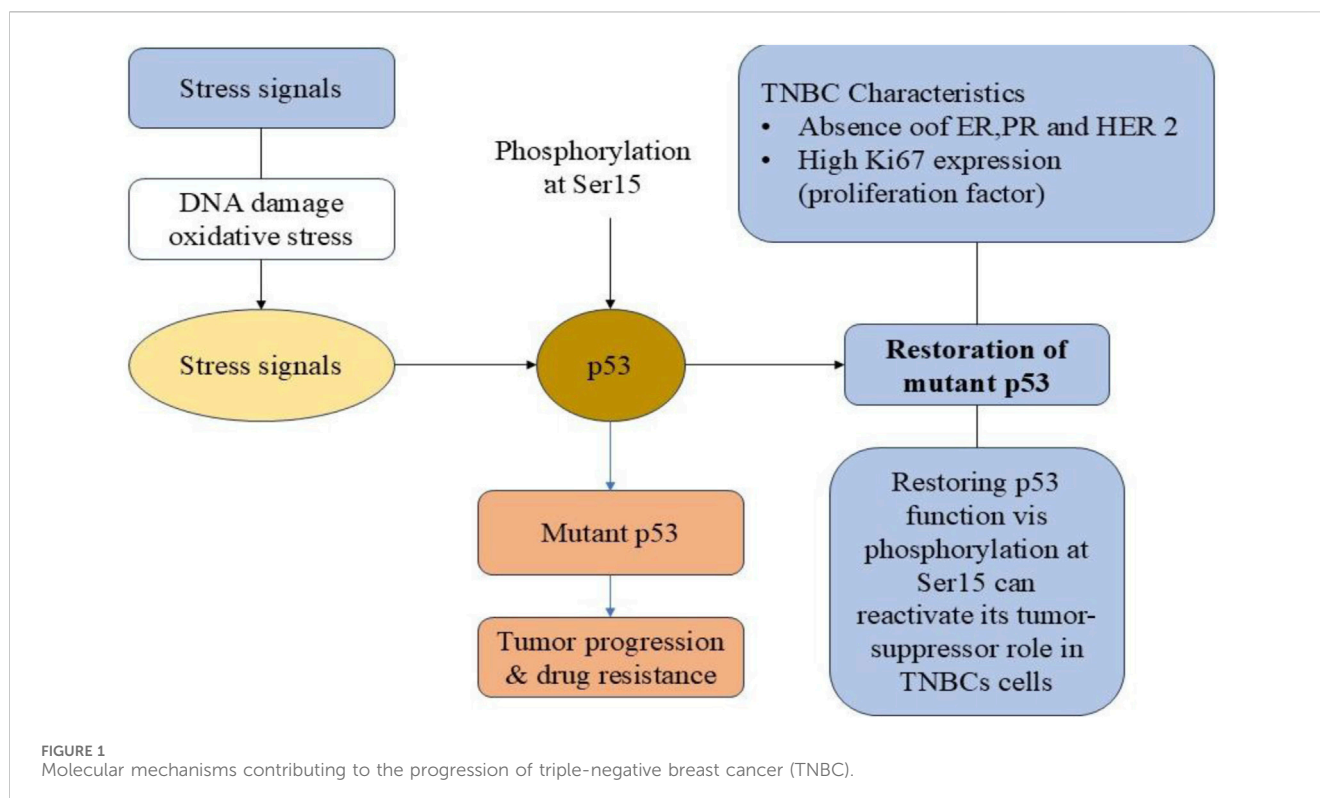 Stress signals
DNA damage
oxidative stress
Stress signals
Phosphorylation
at Ser15
p53
Mutant p53
Tumor progression
& drug resistance
TNBC Characteristics
• Absence oof ER,PR and HER 2
• High Ki67 expression
(proliferation factor)
Restoration of
mutant p53
Restoring p53
function vis
phosphorylation at
Ser15 can
reactivate its tumor-
suppressor role in
TNBCs cells
FIGURE 1
Molecular mechanisms contributing to the progression of triple-negative breast cancer (TNBC).